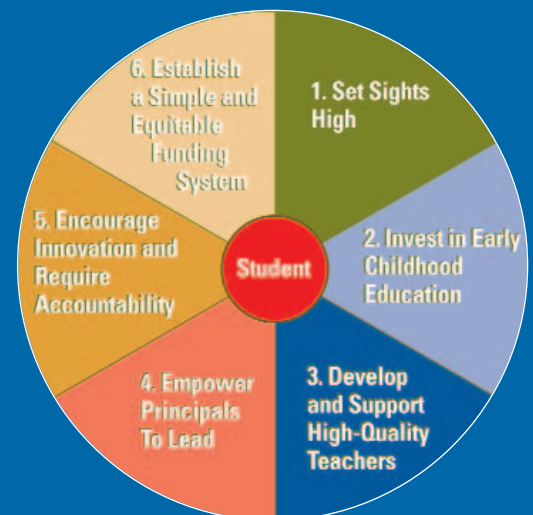 1. Set Sights
High
2. Invest in Early
Childhood
Education
3. Develop
and Support
High-Quality
Teachers
4. Empower
Principals
To Lead
5. Encourage
Innovation and
Require
Accountability
6. Establish
a Simple and
Equitable
Funding
System
Student